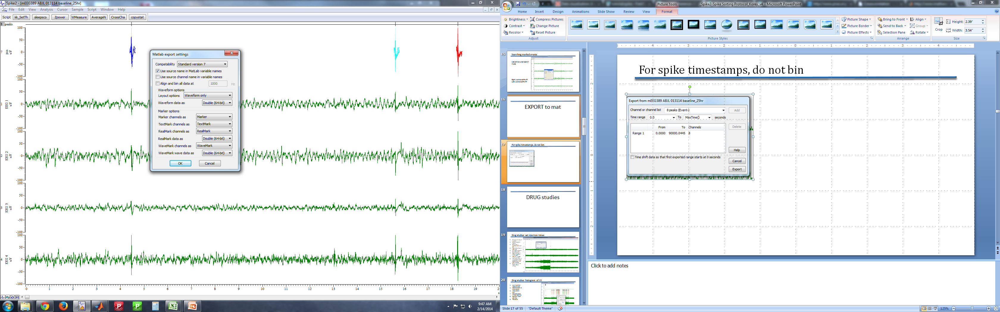 Spike2 - [mEEG389 ABJL 013114 baseline_25hr]
File Edit View Analysis Cursor Sample Script Window Help
Script kk_SetTh sleepsco Zpower WMeasure AverageN CrossCha copystat
8 peaks
100
50
0
-50
-100
7 pca uV
100
50
0
-50
-100
1 EEG 1 uV
100
50
0
-50
-100
2 EEG 2 uV
100
50
0
-50
-100
3 EEG 3 uV
100
50
0
-50
-100
4 EEG 4 uV
0 1 2 3 4 5 6 7 8 9 10 11 12 13 14 15 16 17 18 19
s
Matlab export settings
Compatability Standard version 7
Use source name in MatLab variable names
Use source channel name in variable names
Align and bin all data at 1000 Hz
Waveform options
Layout options Waveform only
Waveform data as Double (64-bit)
Marker options
Marker channels as Marker
TextMark channels as TextMark
RealMark channels as RealMark
RealMark data as Double (64-bit)
WaveMark channels as WaveMark
WaveMark wave data as Double (64-bit)
OK Cancel
9:47 AM
2/14/2014
Picture Tools
_Spike2-Spike Sorting Protocol_Korey_v4 - Microsoft PowerPoint
Home Insert Design Animations Slide Show Review View Format
Brightness Compress Pictures
Contrast Change Picture
Recolor Reset Picture
Adjust
Picture Styles
Picture Shape
Picture Border
Picture Effects
Bring to Front Align
Send to Back Group
Selection Pane Rotate
Arrange
Crop
Height: 2.39"
Width: 3.54"
Size
15
Searching marked events
16
EXPORT to mat
17
For spike timestamps, do not bin
18
DRUG studies
19
Drug studies: set injection times
20
Drug studies: histogram of IIS
For spike timestamps, do not bin
Export from mEEG389 ABJL 013114 baseline_25hr
Channel or channel list 8 peaks (Event-) Add
Time range 0.0 To MaxTime() seconds
From To Channels Delete
Range 1 0.0000 90000.0445 8
Help
Time shift data so that first exported range starts at 0 seconds
Cancel
Export
Click to add notes
Slide 17 of 55 "Default Theme" 125%